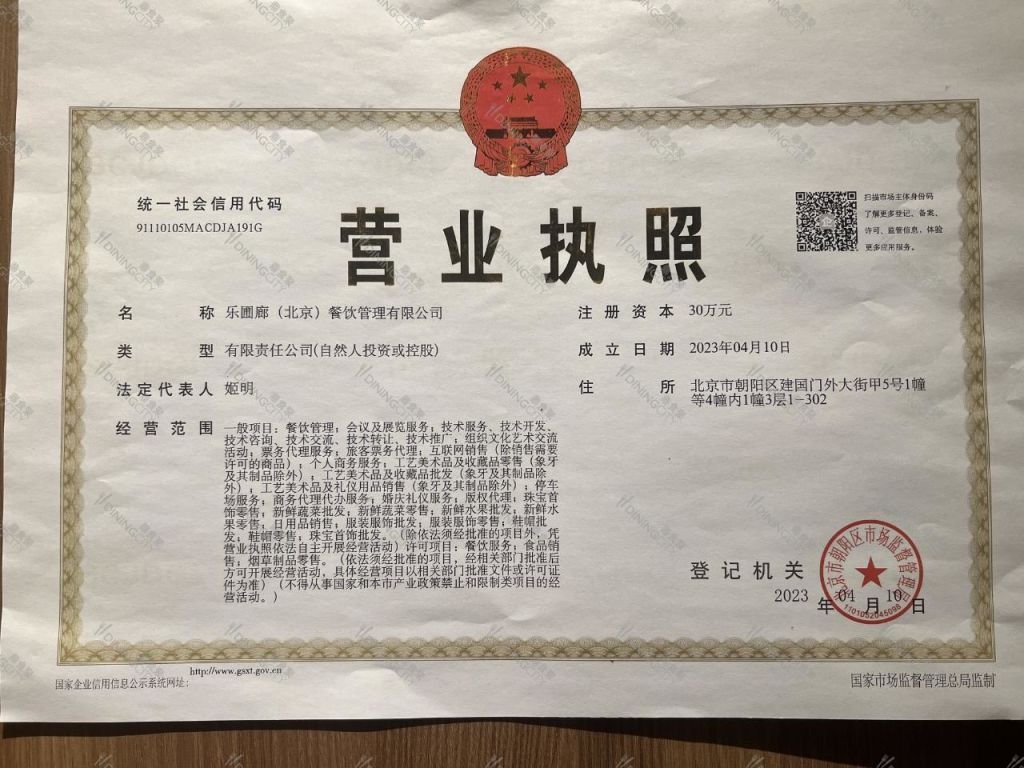 统一社会信用代码
91110105MACDJA191G
营业执照
扫描市场主体身份码
了解更多登记、备案、
许可、监管信息,体验
更多应用服务。
名称 乐圃廊（北京）餐饮管理有限公司
类型 有限责任公司(自然人投资或控股)
法定代表人 姬明
经营范围 一般项目：餐饮管理；会议及展览服务；技术服务、技术开发、
技术咨询、技术交流、技术转让、技术推广；组织文化艺术交流
活动；票务代理服务；旅客票务代理；互联网销售（除销售需要
许可的商品）；个人商务服务；工艺美术品及收藏品零售（象牙
及其制品除外）；工艺美术品及收藏品批发（象牙及其制品除
外）；工艺美术品及礼仪用品销售（象牙及其制品除外）；停车
场服务；商务代理代办服务；婚庆礼仪服务；版权代理；珠宝首
饰零售；新鲜蔬菜批发；新鲜蔬菜零售；新鲜水果批发；新鲜水
果零售；日用品销售；服装服饰批发；服装服饰零售；鞋帽批
发；鞋帽零售；珠宝首饰批发。（除依法须经批准的项目外，凭
营业执照依法自主开展经营活动）许可项目：餐饮服务；食品销
售；烟草制品零售。（依法须经批准的项目，经相关部门批准后
方可开展经营活动，具体经营项目以相关部门批准文件或许可证
件为准）（不得从事国家和本市产业政策禁止和限制类项目的经
营活动。）
注册资本 30万元
成立日期 2023年04月10日
住所 北京市朝阳区建国门外大街甲5号1幢
等4幢内1幢3层1-302
登记机关
2023年04月10日
北京市朝阳区市场监督管理局
1101052045098
http://www.gsxt.gov.cn
国家企业信用信息公示系统网址：
国家市场监督管理总局监制
DININGCITY